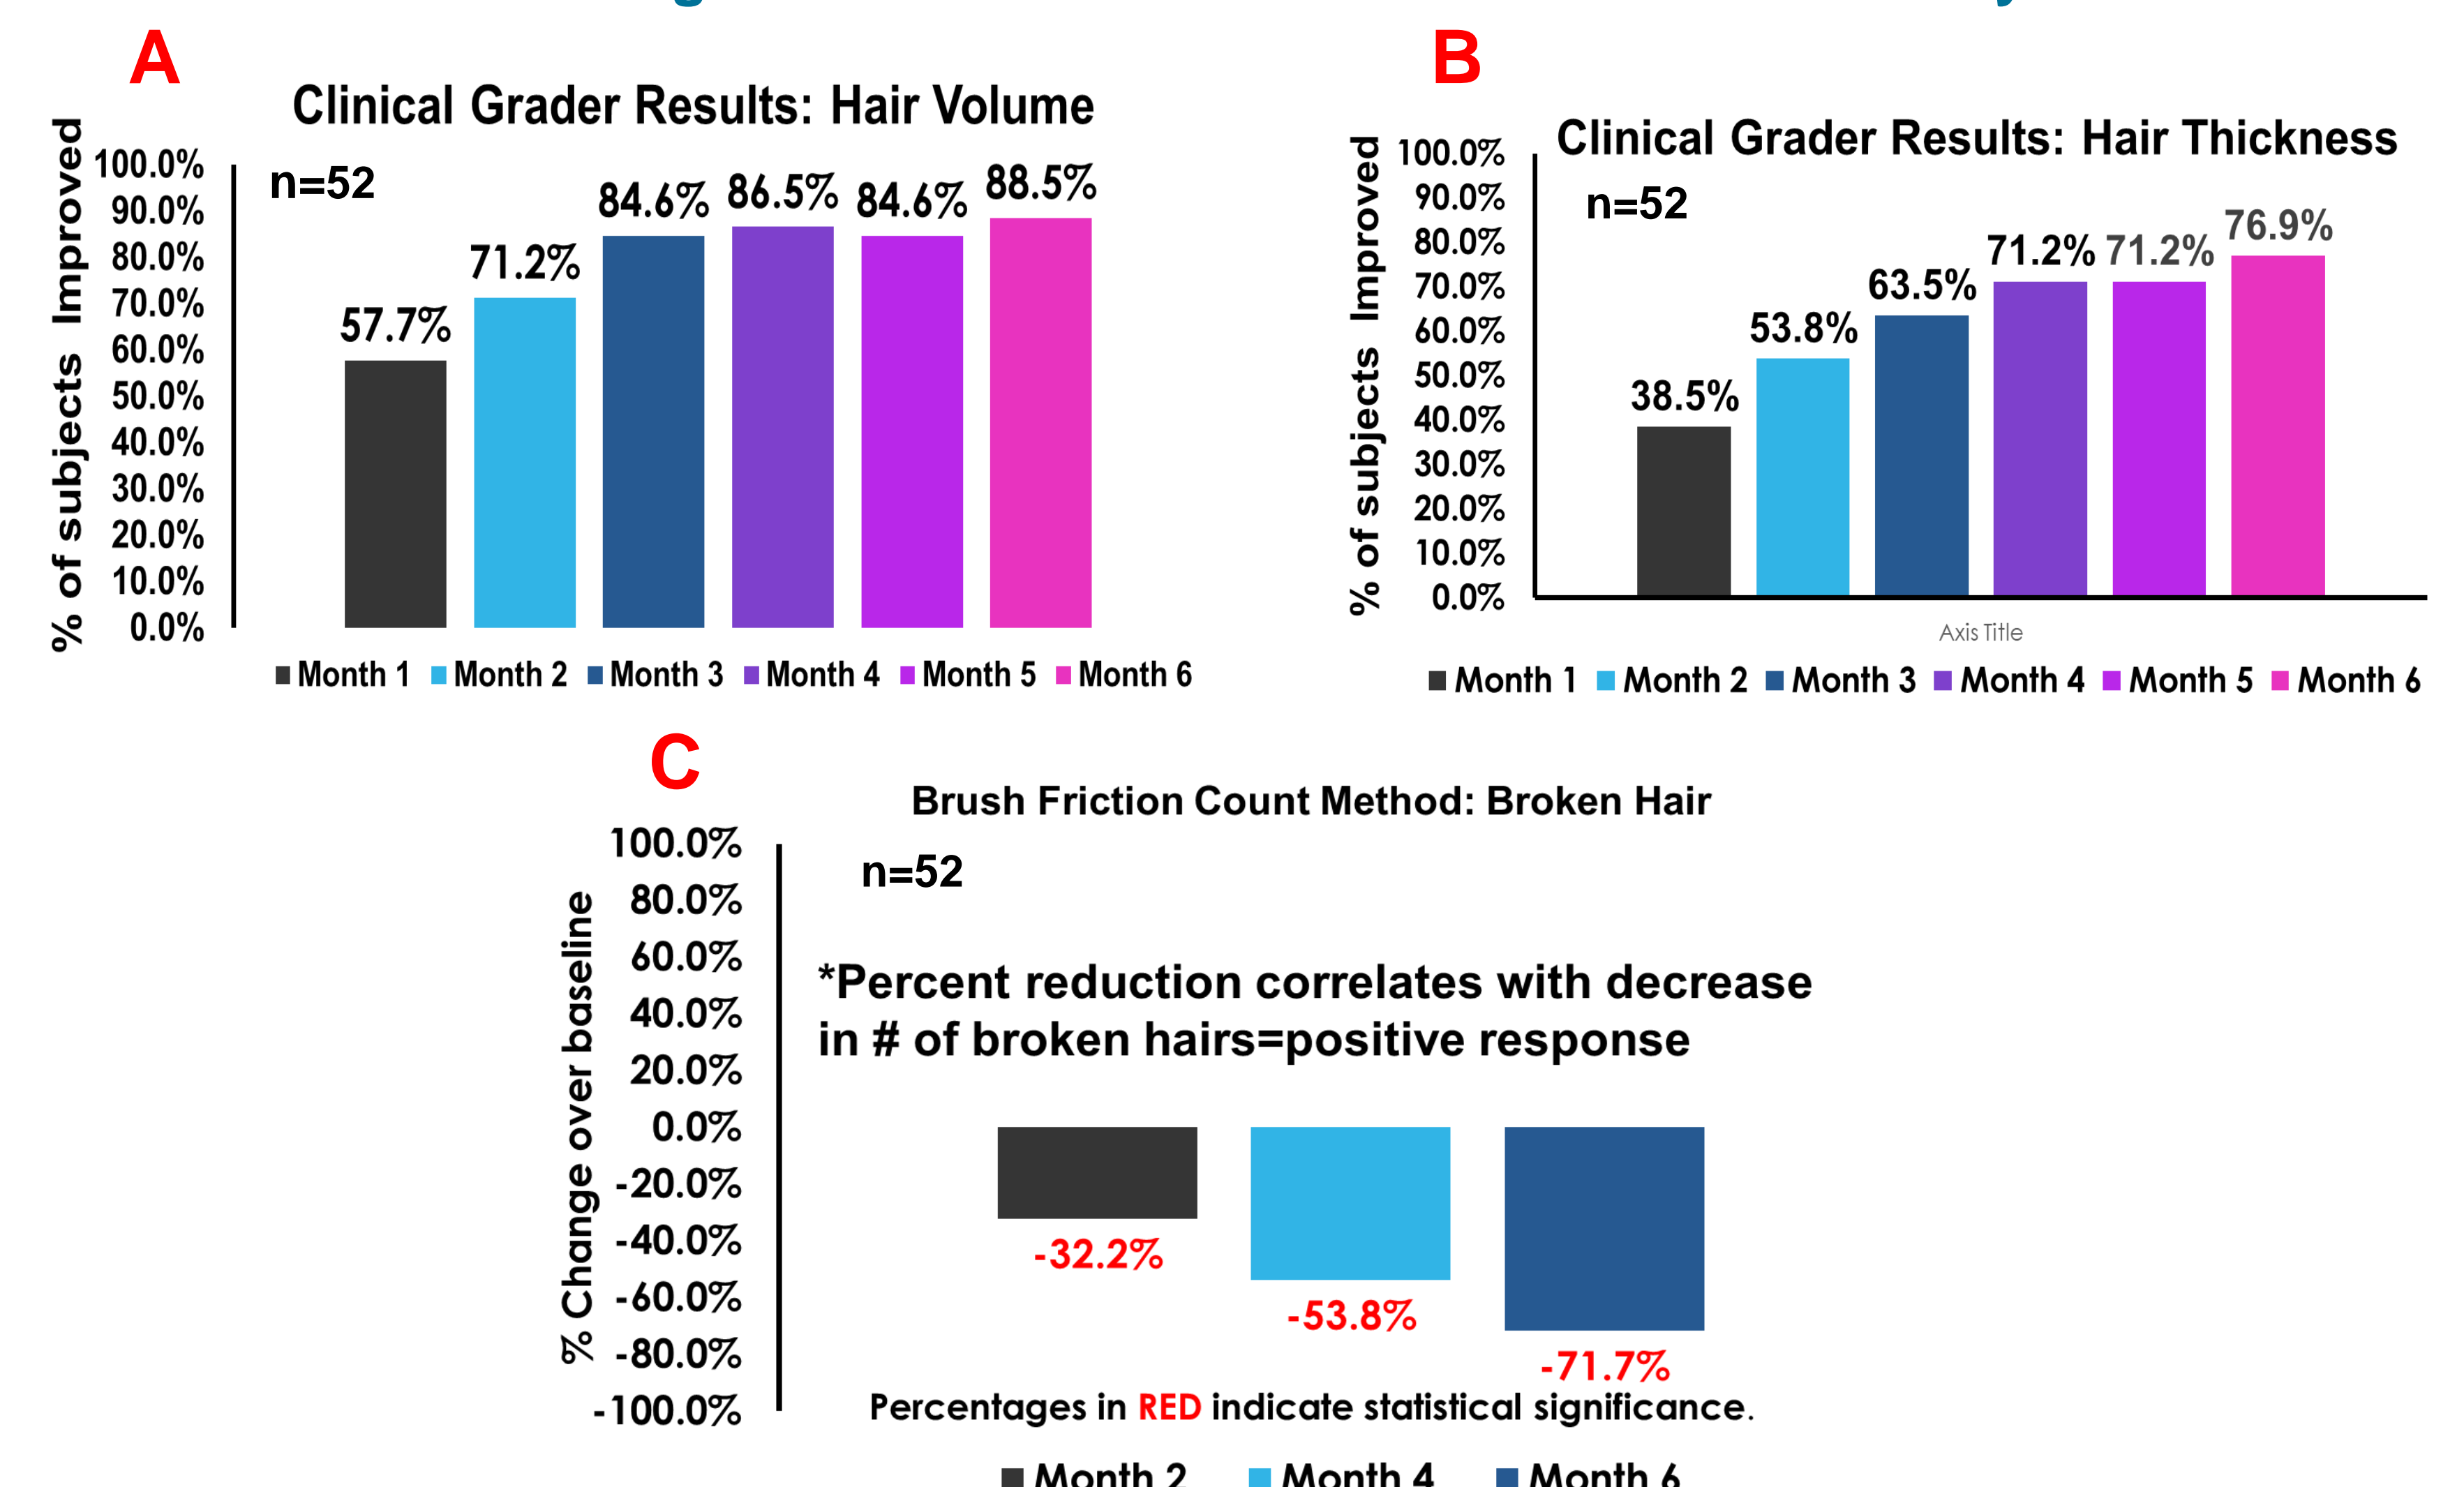 A
Clinical Grader Results: Hair Volume
% of subjects Improved
n=52
100.0%
90.0%
80.0%
70.0%
60.0%
50.0%
40.0%
30.0%
20.0%
10.0%
0.0%
57.7%
71.2%
84.6%
86.5%
84.6%
88.5%
Month 1 Month 2 Month 3 Month 4 Month 5 Month 6
B
Clinical Grader Results: Hair Thickness
% of subjects Improved
n=52
100.0%
90.0%
80.0%
70.0%
60.0%
50.0%
40.0%
30.0%
20.0%
10.0%
0.0%
38.5%
53.8%
63.5%
71.2%
71.2%
76.9%
Axis Title
Month 1 Month 2 Month 3 Month 4 Month 5 Month 6
C
Brush Friction Count Method: Broken Hair
% Change over baseline
n=52
100.0%
80.0%
60.0%
40.0%
20.0%
0.0%
-20.0%
-40.0%
-60.0%
-80.0%
-100.0%
*Percent reduction correlates with decrease
in # of broken hairs=positive response
-32.2%
-53.8%
-71.7%
Percentages in RED indicate statistical significance.
Month 2 Month 4 Month 6